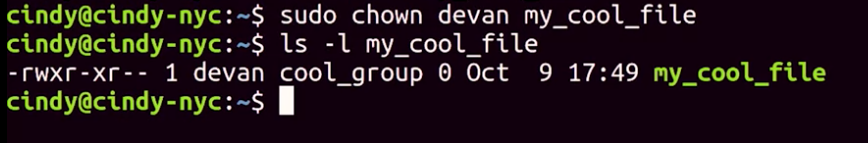 cindy@cindy-nyc:~$ sudo chown devan my_cool_file
cindy@cindy-nyc:~$ ls -l my_cool_file
-rwxr-xr-- 1 devan cool_group 0 Oct  9 17:49 my_cool_file
cindy@cindy-nyc:~$